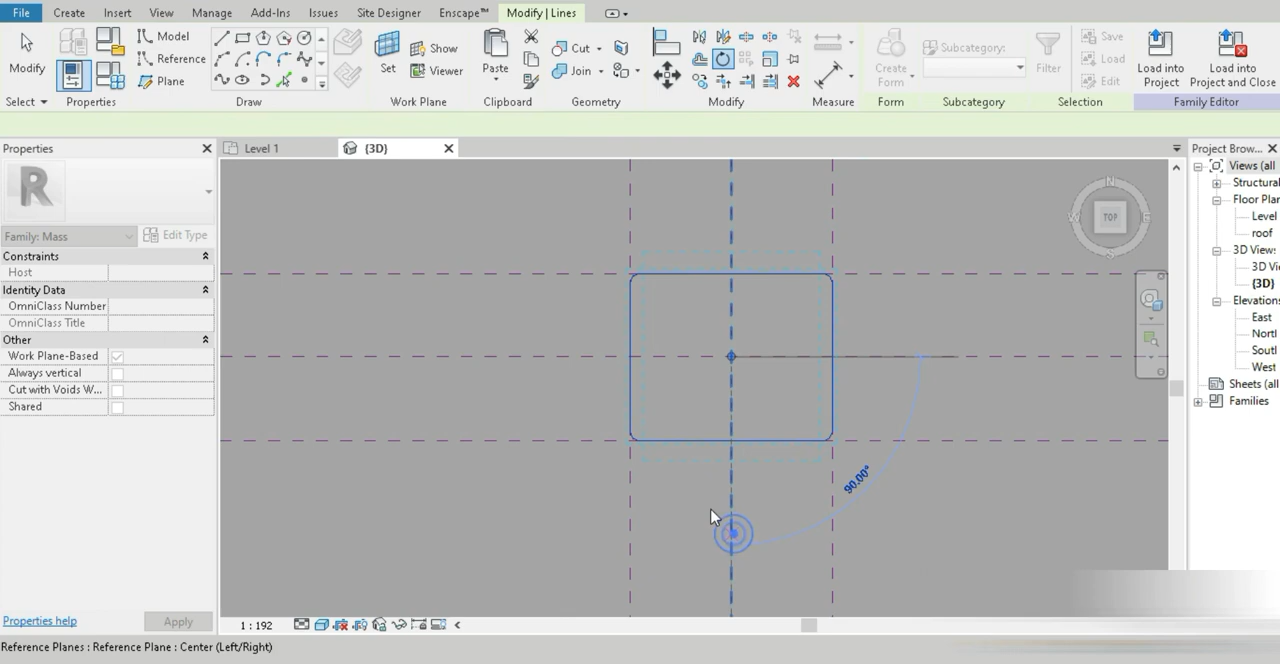 File Create Insert View Manage Add-Ins Issues Site Designer Enscape™ Modify | Lines
Modify
Select
Properties
Model
Reference
Plane
Draw
Set
Show
Viewer
Work Plane
Paste
Clipboard
Cut
Join
Geometry
Modify
Measure
Create
Form
Form
Subcategory:
Subcategory
Filter
Save
Load
Edit
Selection
Load into
Project
Load into
Project and Close
Family Editor
Properties
Level 1
{3D}
Project Brow...
R
Family: Mass
Edit Type
Constraints
Host
Identity Data
OmniClass Number
OmniClass Title
Other
Work Plane-Based
Always vertical
Cut with Voids W...
Shared
Properties help
Apply
90.00°
N
W
TOP
E
S
Views (all
Structural
Floor Plan
Level
roof
3D View:
3D Vi
{3D}
Elevations
East
North
South
West
Sheets (all
Families
1 : 192
Reference Planes : Reference Plane : Center (Left/Right)